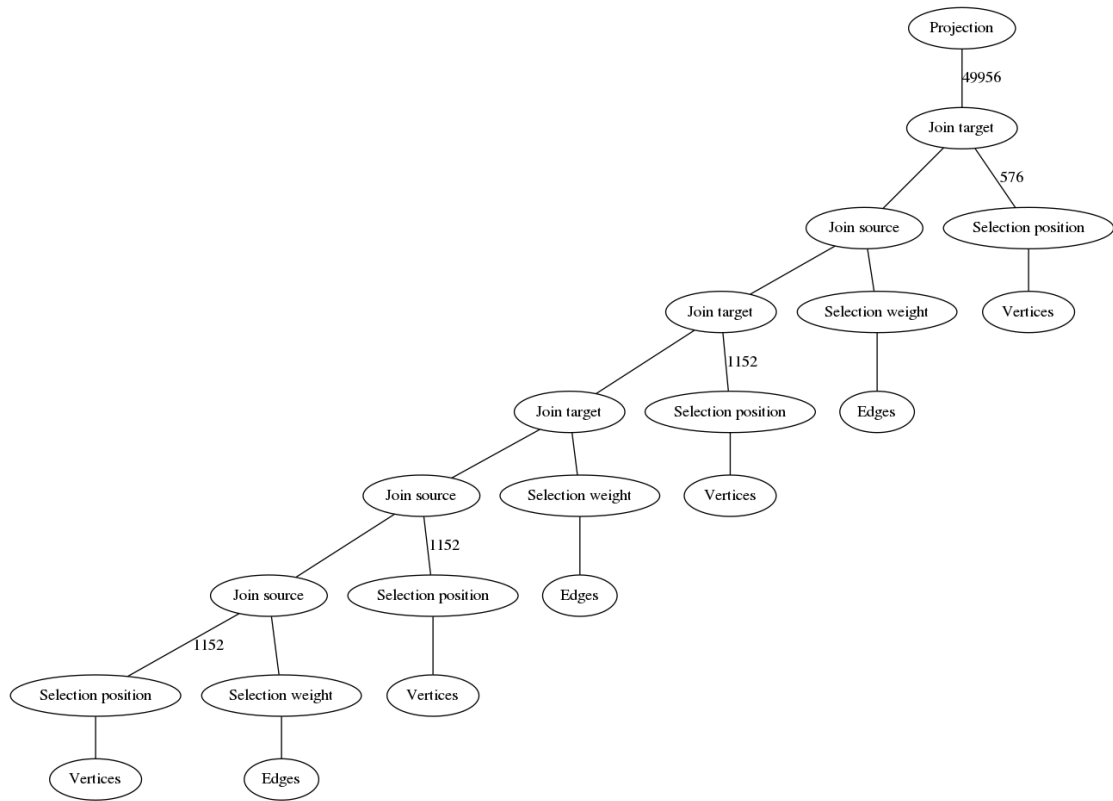 Projection
49956
Join target
576
Join source
Selection position
Join target
Selection weight
Vertices
1152
Join target
Selection position
Edges
Join source
Selection weight
Vertices
1152
Join source
Selection position
Edges
1152
Selection position
Selection weight
Vertices
Vertices
Edges